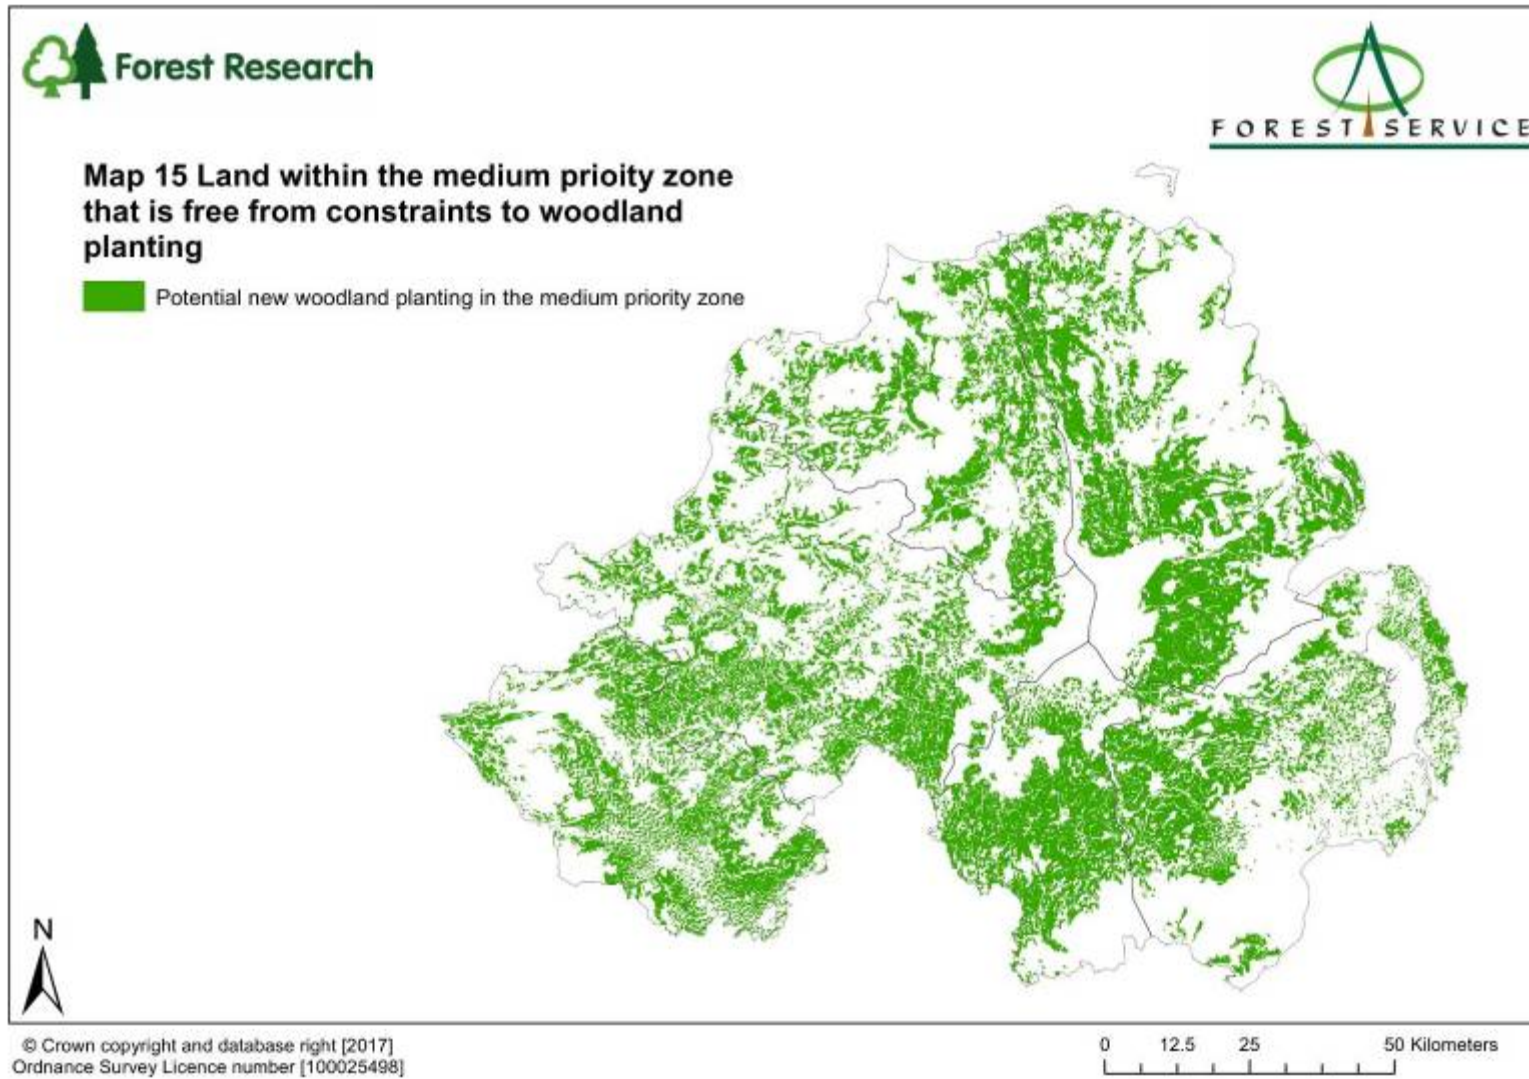 Forest Research
FOREST SERVICE
Map 15 Land within the medium prioity zone
that is free from constraints to woodland
planting
Potential new woodland planting in the medium priority zone
N
© Crown copyright and database right [2017]
Ordnance Survey Licence number [100025498]
0 12.5 25 50 Kilometers